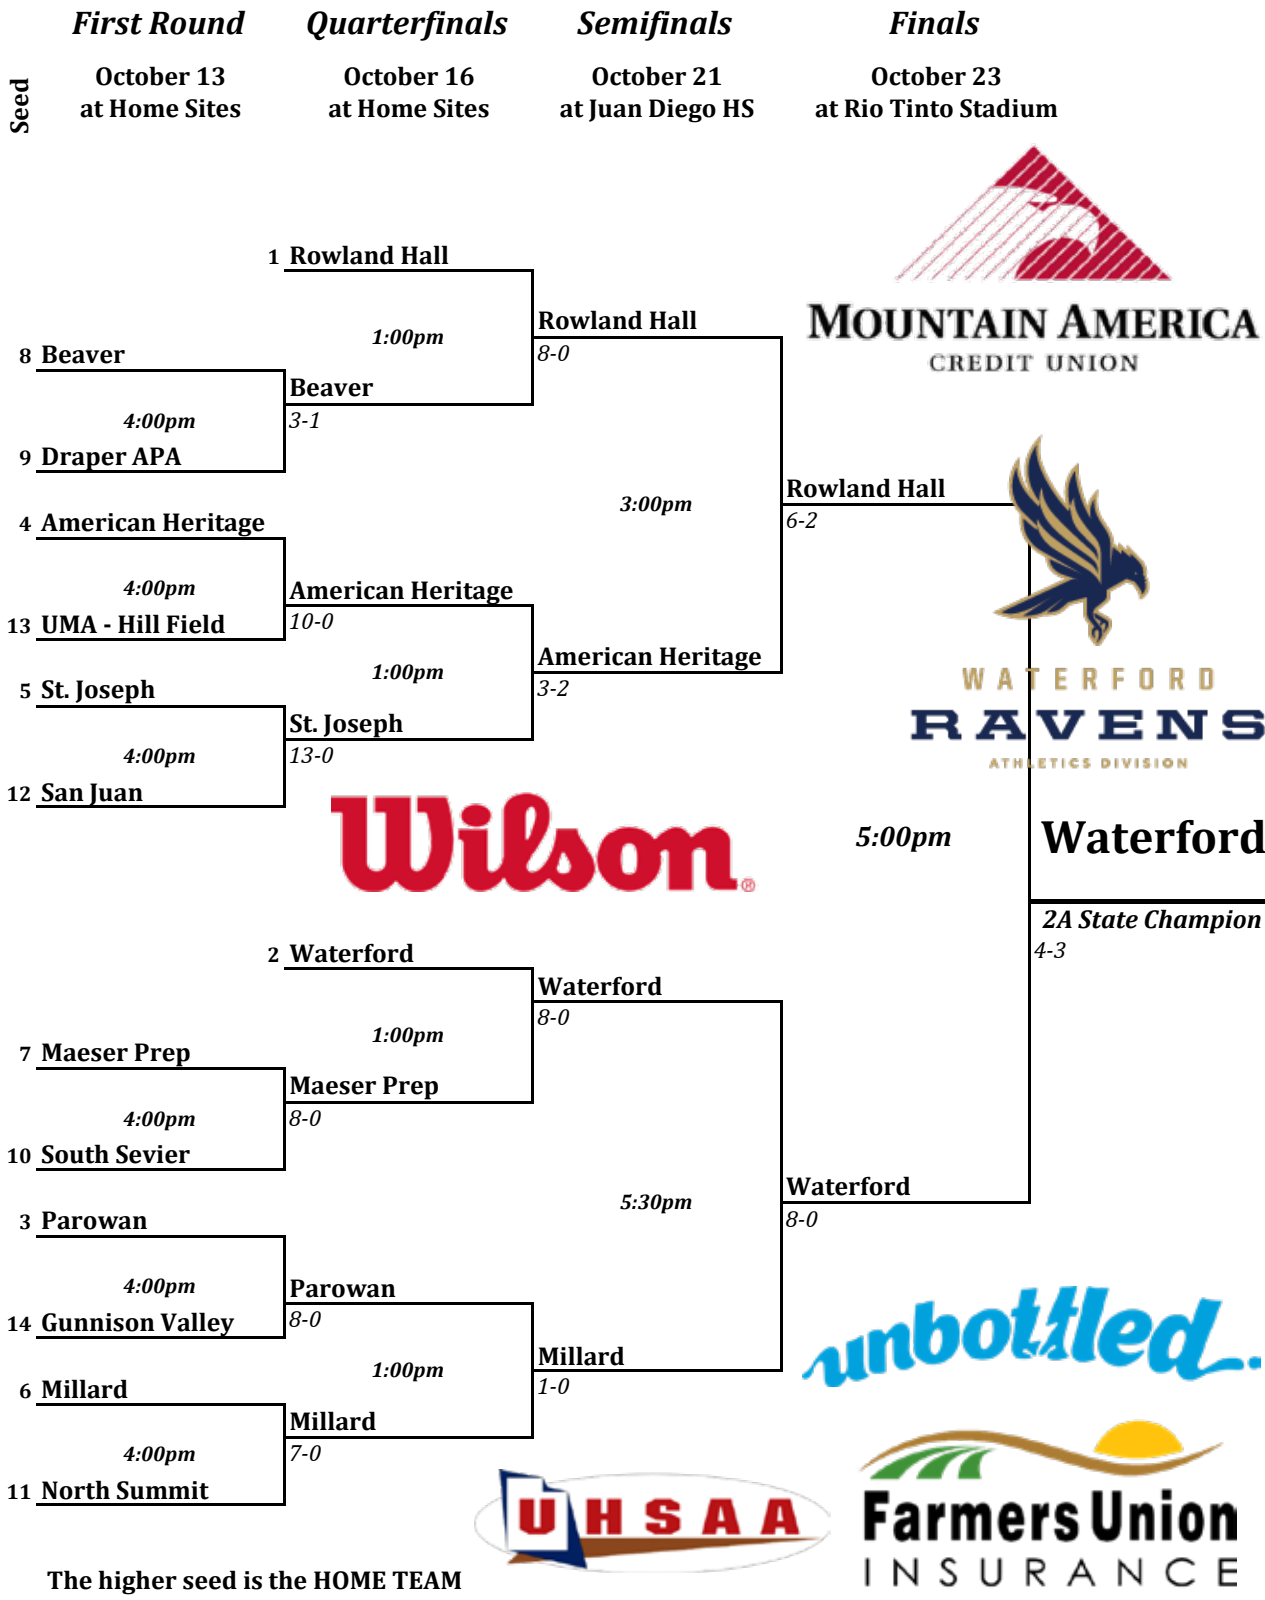 First Round
Quarterfinals
Semifinals
Finals
Seed
October 13
at Home Sites
October 16
at Home Sites
October 21
at Juan Diego HS
October 23
at Rio Tinto Stadium
MOUNTAIN AMERICA
CREDIT UNION
1 Rowland Hall
1:00pm
Rowland Hall
8-0
8 Beaver
4:00pm
9 Draper APA
Beaver
3-1
3:00pm
Rowland Hall
6-2
4 American Heritage
4:00pm
13 UMA - Hill Field
American Heritage
10-0
1:00pm
American Heritage
3-2
5 St. Joseph
4:00pm
12 San Juan
St. Joseph
13-0
WATERFORD
RAVENS
ATHLETICS DIVISION
Wilson®
5:00pm
Waterford
2A State Champion
4-3
2 Waterford
1:00pm
Waterford
8-0
7 Maeser Prep
4:00pm
10 South Sevier
Maeser Prep
8-0
5:30pm
Waterford
8-0
3 Parowan
4:00pm
14 Gunnison Valley
Parowan
8-0
1:00pm
Millard
1-0
6 Millard
4:00pm
11 North Summit
Millard
7-0
unbottled
UHSAA
Farmers Union
INSURANCE
The higher seed is the HOME TEAM